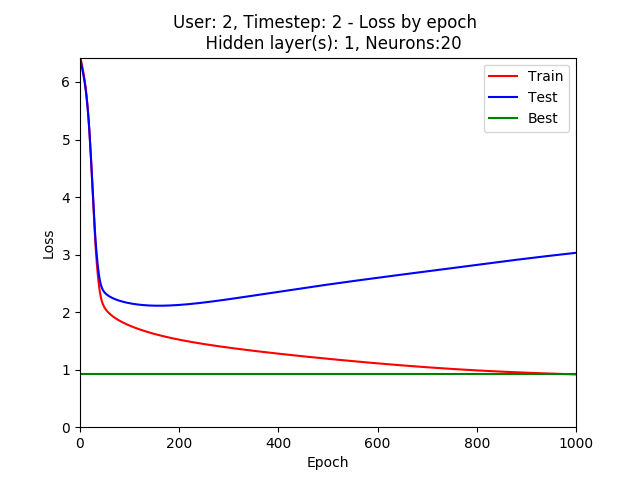 User: 2, Timestep: 2 - Loss by epoch
Hidden layer(s): 1, Neurons:20
Train
Test
Best
6
5
4
3
2
1
0
Loss
0 200 400 600 800 1000
Epoch